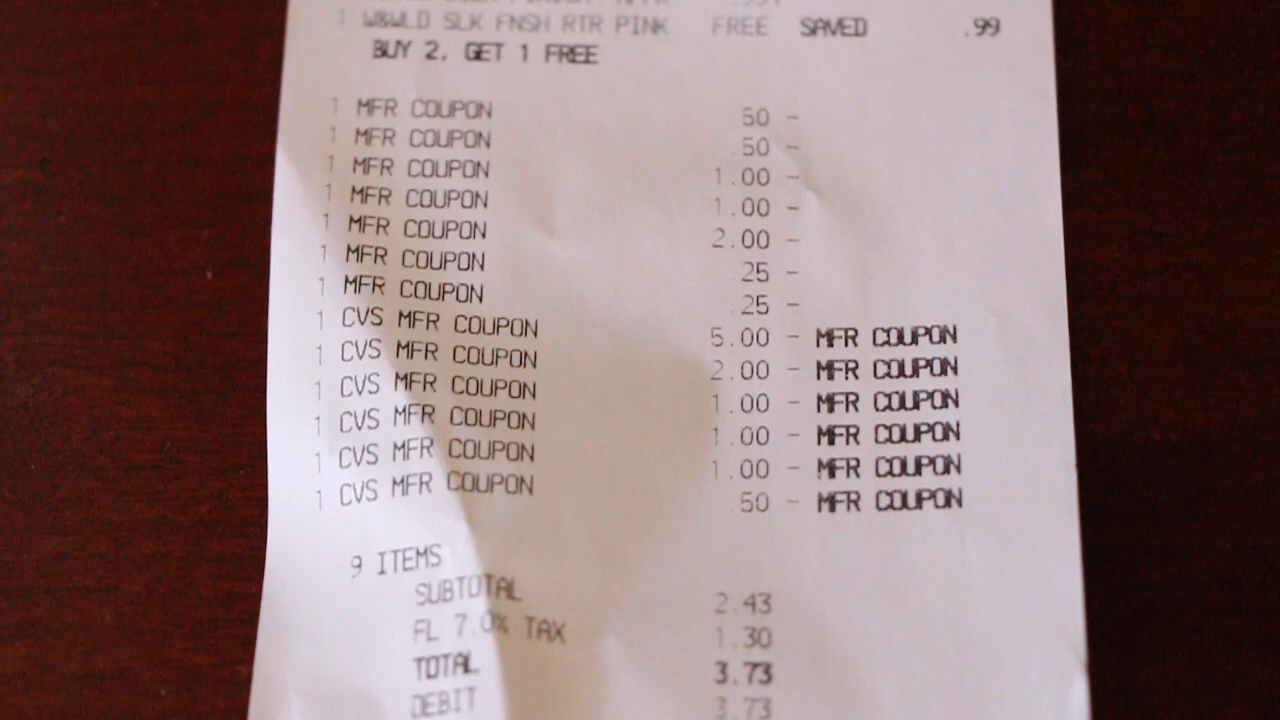 1 W&WLD SLK FNSH RTR PINK FREE SAVED .99
BUY 2, GET 1 FREE
1 MFR COUPON .50 -
1 MFR COUPON .50 -
1 MFR COUPON 1.00 -
1 MFR COUPON 1.00 -
1 MFR COUPON 2.00 -
1 MFR COUPON .25 -
1 MFR COUPON .25 -
1 CVS MFR COUPON 5.00 - MFR COUPON
1 CVS MFR COUPON 2.00 - MFR COUPON
1 CVS MFR COUPON 1.00 - MFR COUPON
1 CVS MFR COUPON 1.00 - MFR COUPON
1 CVS MFR COUPON 1.00 - MFR COUPON
1 CVS MFR COUPON .50 - MFR COUPON
9 ITEMS
SUBTOTAL 2.43
FL 7.0% TAX 1.30
TOTAL 3.73
DEBIT 3.73